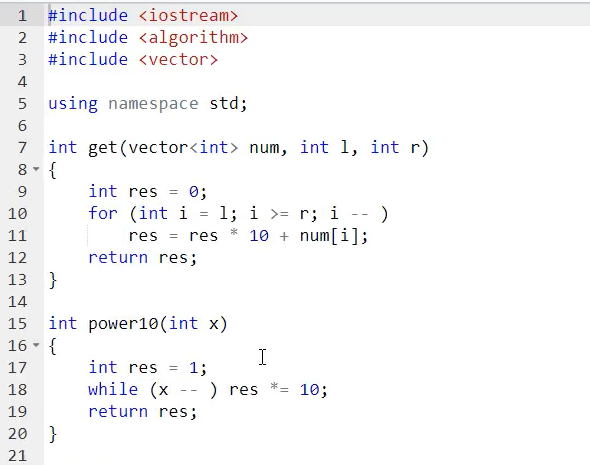 1 #include <iostream>
2 #include <algorithm>
3 #include <vector>
4
5 using namespace std;
6
7 int get(vector<int> num, int l, int r)
8 {
9     int res = 0;
10     for (int i = l; i >= r; i -- )
11         res = res * 10 + num[i];
12     return res;
13 }
14
15 int power10(int x)
16 {
17     int res = 1;
18     while (x -- ) res *= 10;
19     return res;
20 }
21